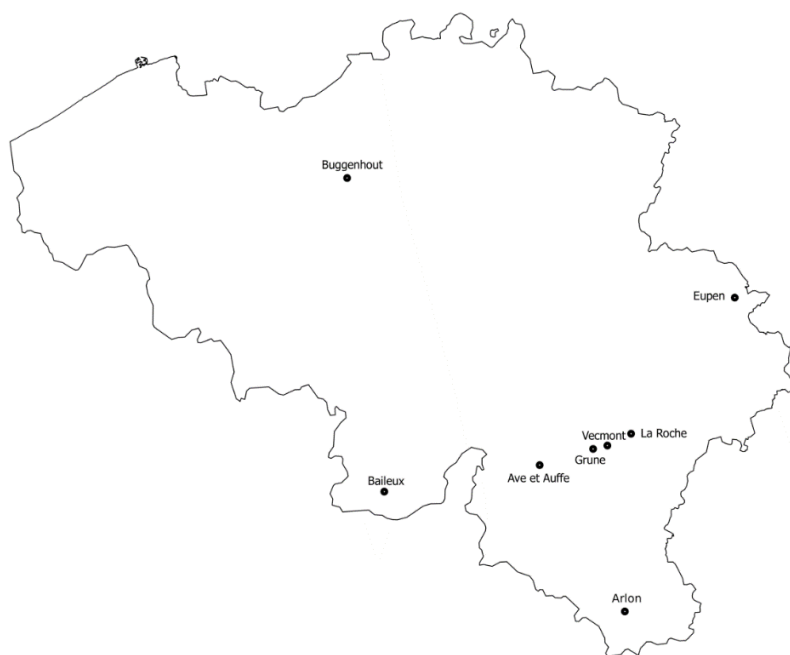 Buggenhout
Eupen
Vecmont
La Roche
Grune
Ave et Auffe
Baileux
Arlon